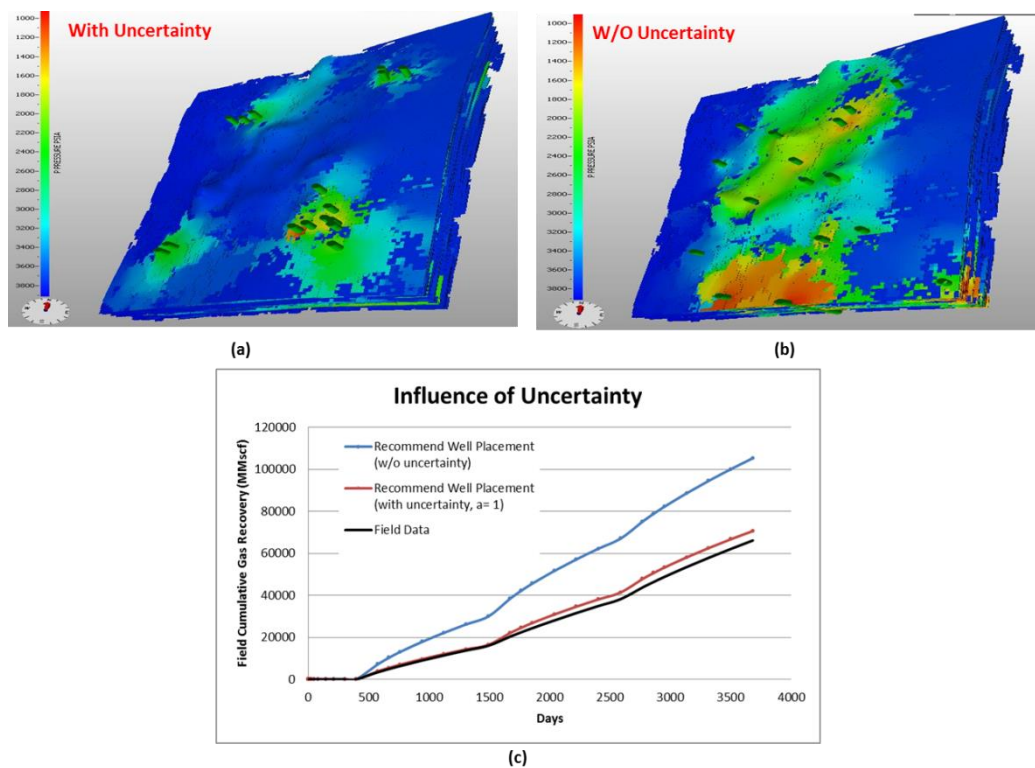 With Uncertainty
1000
1200
1400
1600
1800
2000
2200
2400
2600
2800
3000
3200
3400
3600
3800
P PRESSURE PSIA
W/O Uncertainty
1000
1200
1400
1600
1800
2000
2200
2400
2600
2800
3000
3200
3400
3600
3800
P PRESSURE PSIA
(a)
(b)
Influence of Uncertainty
Field Cumulative Gas Recovery (MMscf)
120000
100000
80000
60000
40000
20000
0
Recommend Well Placement
(w/o uncertainty)
Recommend Well Placement
(with uncertainty, a= 1)
Field Data
0 500 1000 1500 2000 2500 3000 3500 4000
Days
(c)